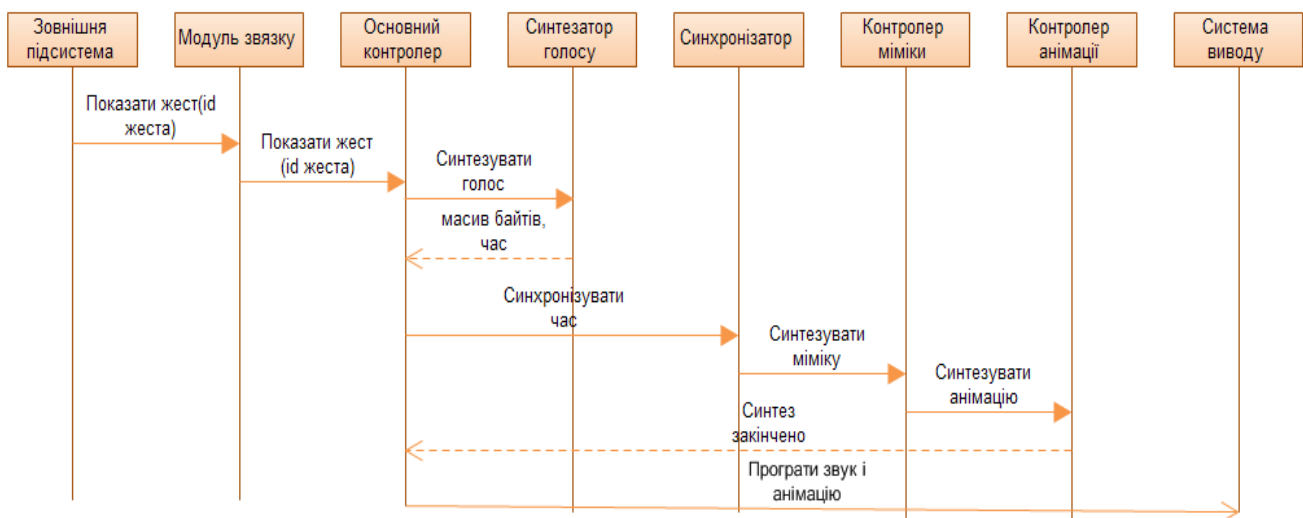 Зовнішня
підсистема
Модуль звязку
Основний
контролер
Синтезатор
голосу
Синхронізатор
Контролер
міміки
Контролер
анімації
Система
виводу
Показати жест(id
жеста)
Показати жест
(id жеста)
Синтезувати
голос
масив байтів,
час
Синхронізувати
час
Синтезувати
міміку
Синтезувати
анімацію
Синтез
закінчено
Програти звук і
анімацію